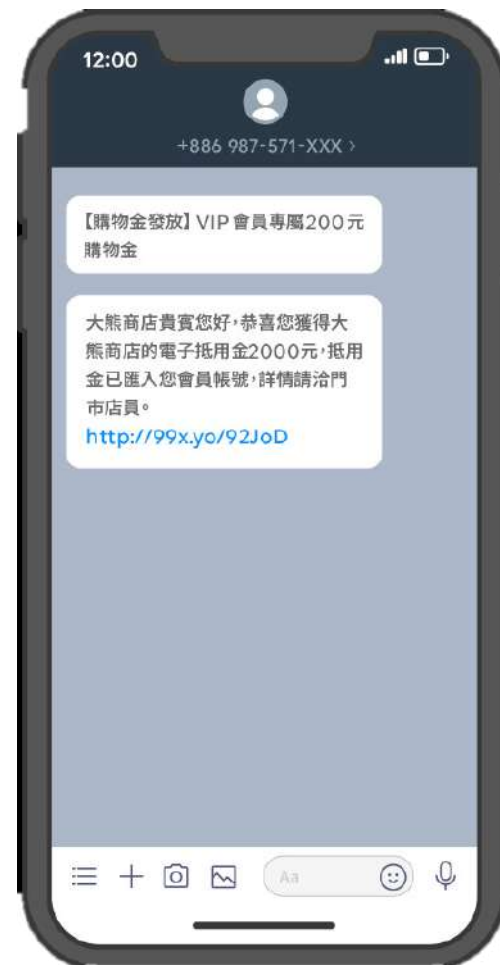 12:00
+886 987-571-XXX >
【購物金發放】VIP會員專屬200元
購物金
大熊商店貴賓您好,恭喜您獲得大
熊商店的電子抵用金2000元,抵用
金已匯入您會員帳號,詳情請洽門
市店員。
http://99x.yo/92JoD
Aa